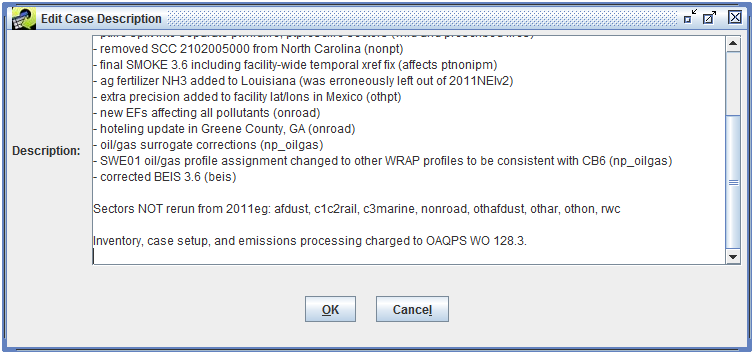 Edit Case Description
- removed SCC 2102005000 from North Carolina (nonpt)
- final SMOKE 3.6 including facility-wide temporal xref fix (affects ptnonipm)
- ag fertilizer NH3 added to Louisiana (was erroneously left out of 2011NEIv2)
- extra precision added to facility lat/lons in Mexico (othpt)
- new EFs affecting all pollutants (onroad)
- hoteling update in Greene County, GA (onroad)
Description:
- oil/gas surrogate corrections (np_oilgas)
- SWE01 oil/gas profile assignment changed to other WRAP profiles to be consistent with CB6 (np_oilgas)
- corrected BEIS 3.6 (beis)
Sectors NOT rerun from 2011eg: afdust, c1c2rail, c3marine, nonroad, othafdust, othar, othon, rwc
Inventory, case setup, and emissions processing charged to OAQPS WO 128.3.
OK Cancel